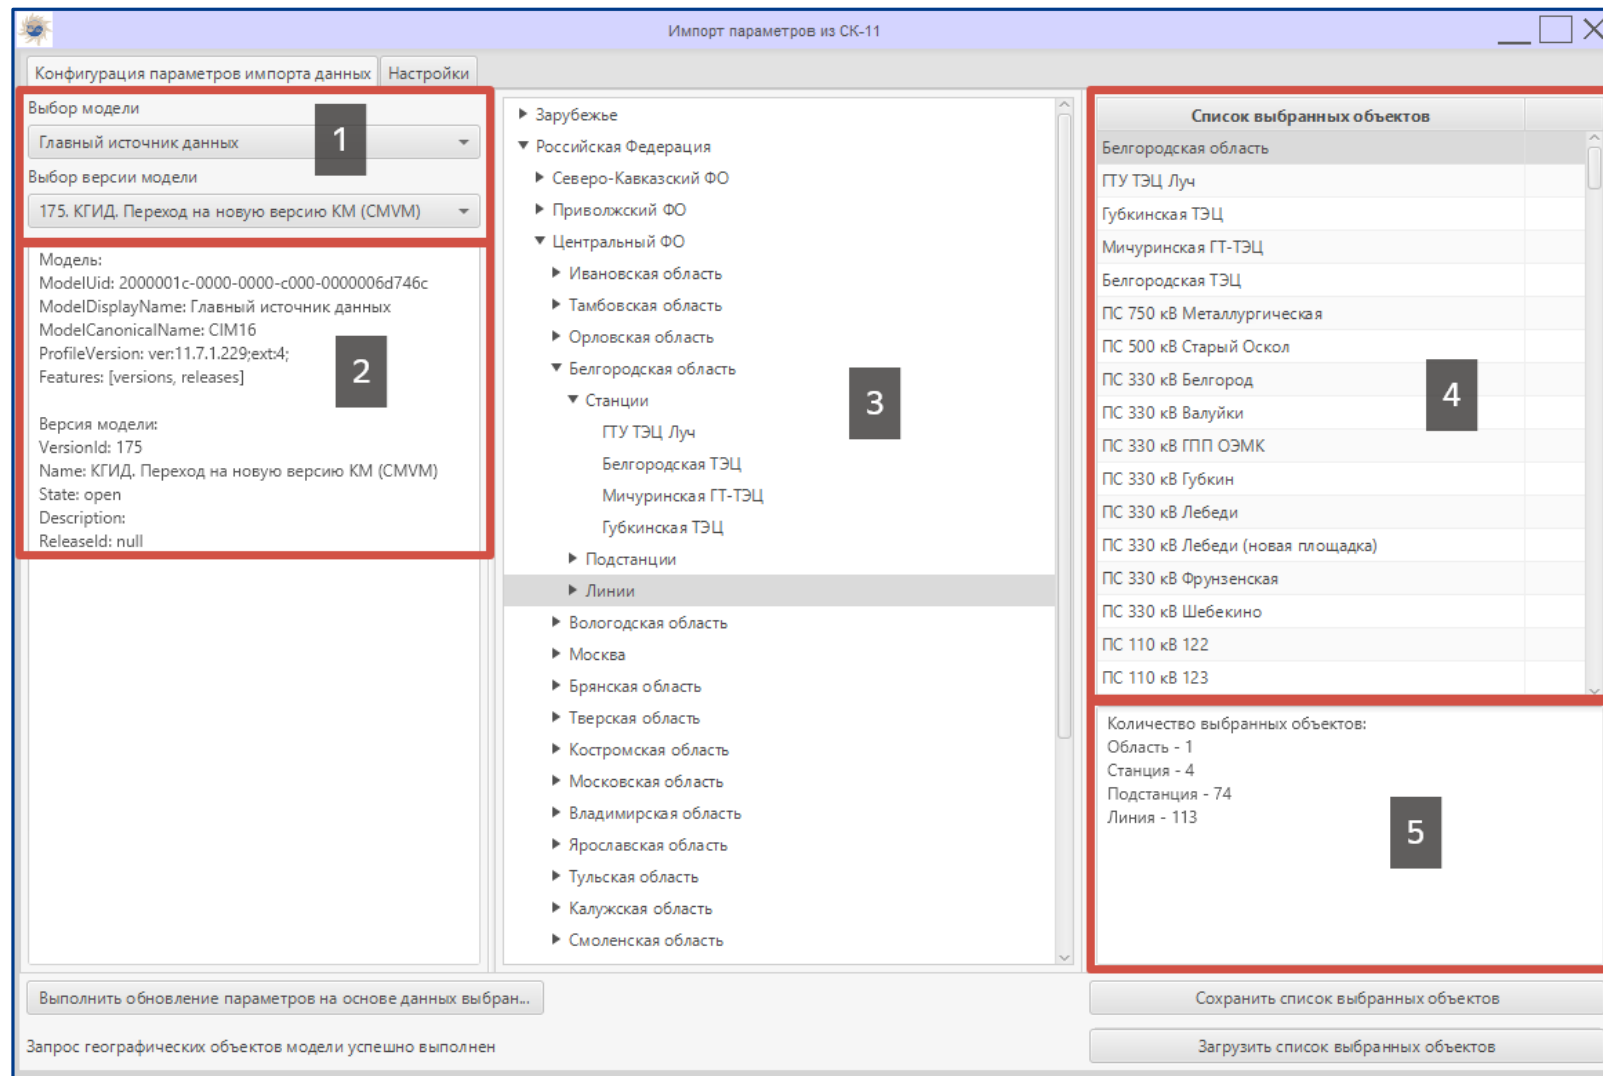 Импорт параметров из СК-11
Конфигурация параметров импорта данных
Настройки
Выбор модели
1
Главный источник данных
Выбор версии модели
175. КГИД. Переход на новую версию КМ (CMVM)
Модель:
ModelUid: 2000001c-0000-0000-c000-0000006d746c
ModelDisplayName: Главный источник данных
ModelCanonicalName: CIM16
ProfileVersion: ver:11.7.1.229;ext:4;
Features: [versions, releases]
2
Версия модели:
VersionId: 175
Name: КГИД. Переход на новую версию КМ (CMVM)
State: open
Description:
ReleaseId: null
Зарубежье
Российская Федерация
Северо-Кавказский ФО
Приволжский ФО
Центральный ФО
Ивановская область
Тамбовская область
Орловская область
Белгородская область
Станции
3
ГТУ ТЭЦ Луч
Белгородская ТЭЦ
Мичуринская ГТ-ТЭЦ
Губкинская ТЭЦ
Подстанции
Линии
Вологодская область
Москва
Брянская область
Тверская область
Костромская область
Московская область
Владимирская область
Ярославская область
Тульская область
Калужская область
Смоленская область
Список выбранных объектов
Белгородская область
ГТУ ТЭЦ Луч
Губкинская ТЭЦ
Мичуринская ГТ-ТЭЦ
Белгородская ТЭЦ
ПС 750 кВ Металлургическая
ПС 500 кВ Старый Оскол
ПС 330 кВ Белгород
4
ПС 330 кВ Валуйки
ПС 330 кВ ГПП ОЭМК
ПС 330 кВ Губкин
ПС 330 кВ Лебеди
ПС 330 кВ Лебеди (новая площадка)
ПС 330 кВ Фрунзенская
ПС 330 кВ Шебекино
ПС 110 кВ 122
ПС 110 кВ 123
Количество выбранных объектов:
Область - 1
Станция - 4
Подстанция - 74
Линия - 113
5
Выполнить обновление параметров на основе данных выбран...
Сохранить список выбранных объектов
Запрос географических объектов модели успешно выполнен
Загрузить список выбранных объектов